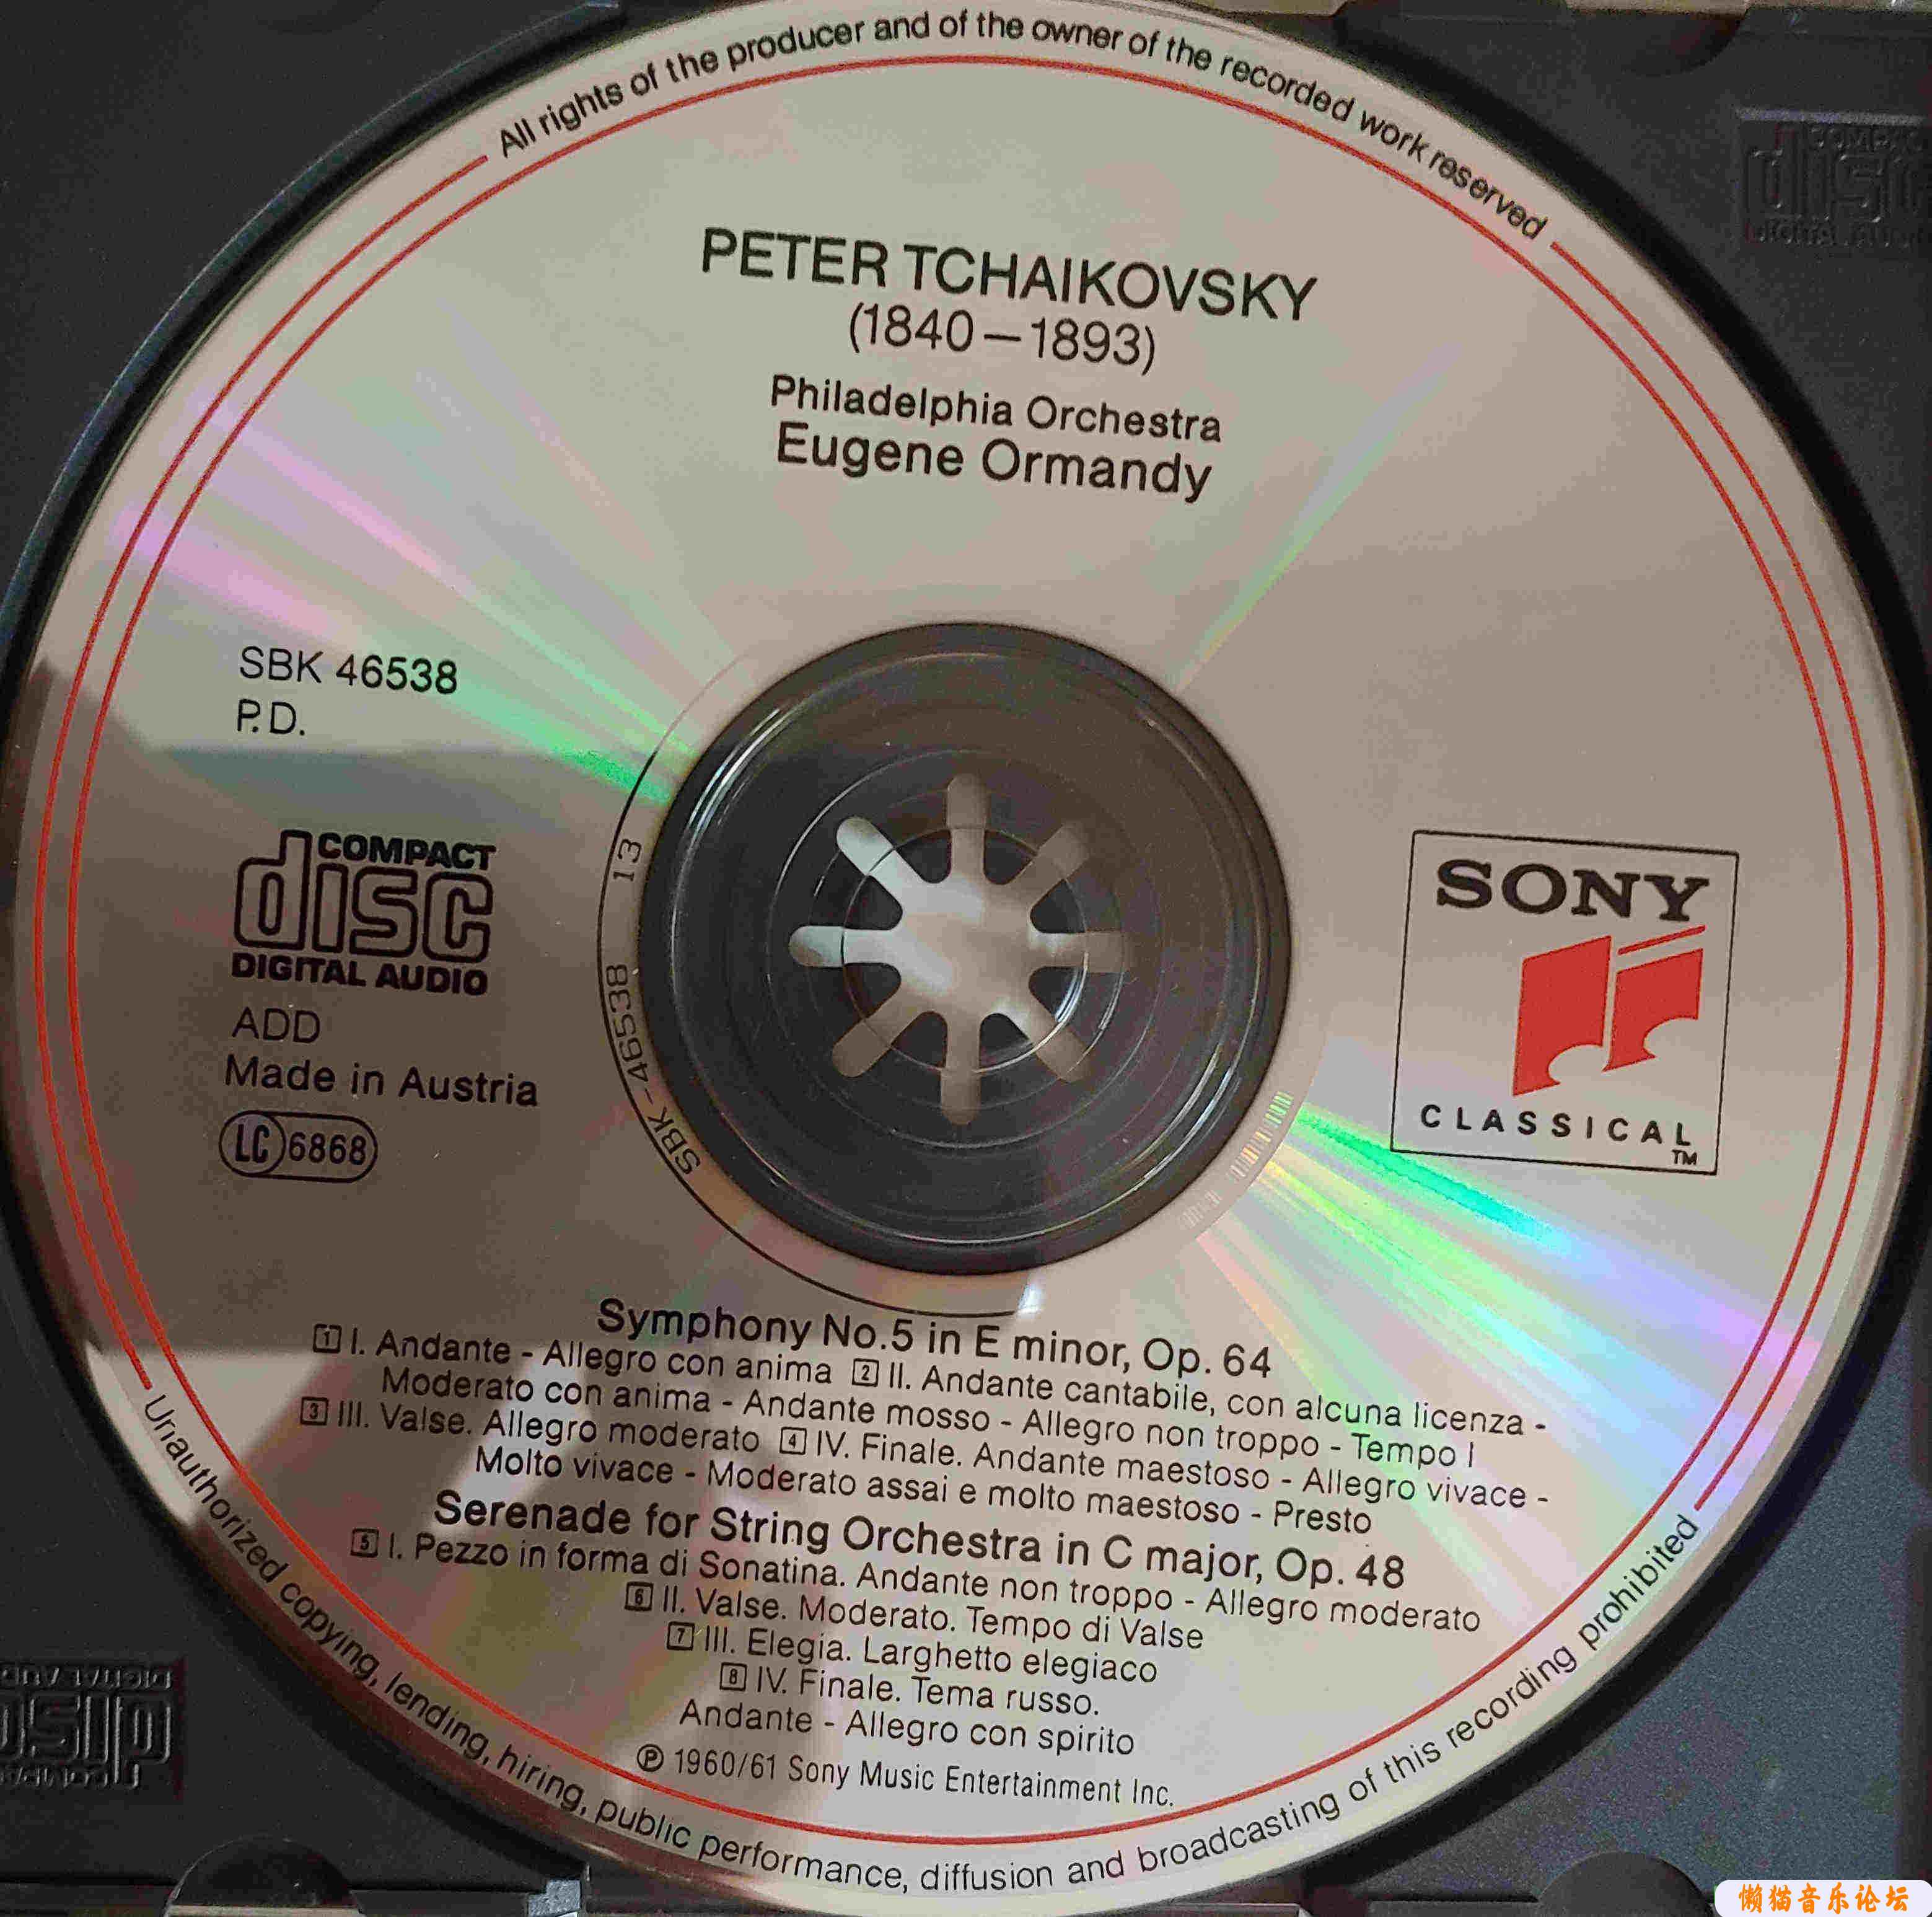 All rights of the producer and of the owner of the recorded work reserved
PETER TCHAIKOVSKY
(1840–1893)
Philadelphia Orchestra
Eugene Ormandy
SBK 46538
P.D.
COMPACT
disc
DIGITAL AUDIO
ADD
Made in Austria
LC 6868
SBK-46538 13
SONY
CLASSICAL
TM
Symphony No.5 in E minor, Op. 64
1 I. Andante - Allegro con anima 2 II. Andante cantabile, con alcuna licenza -
Moderato con anima - Andante mosso - Allegro non troppo - Tempo I
3 III. Valse. Allegro moderato 4 IV. Finale. Andante maestoso - Allegro vivace -
Molto vivace - Moderato assai e molto maestoso - Presto
Serenade for String Orchestra in C major, Op. 48
5 I. Pezzo in forma di Sonatina. Andante non troppo - Allegro moderato
6 II. Valse. Moderato. Tempo di Valse
7 III. Elegia. Larghetto elegiaco
8 IV. Finale. Tema russo.
Andante - Allegro con spirito
℗ 1960/61 Sony Music Entertainment Inc.
Unauthorized copying, lending, hiring, public performance, diffusion and broadcasting of this recording prohibited
懒猫音乐论坛